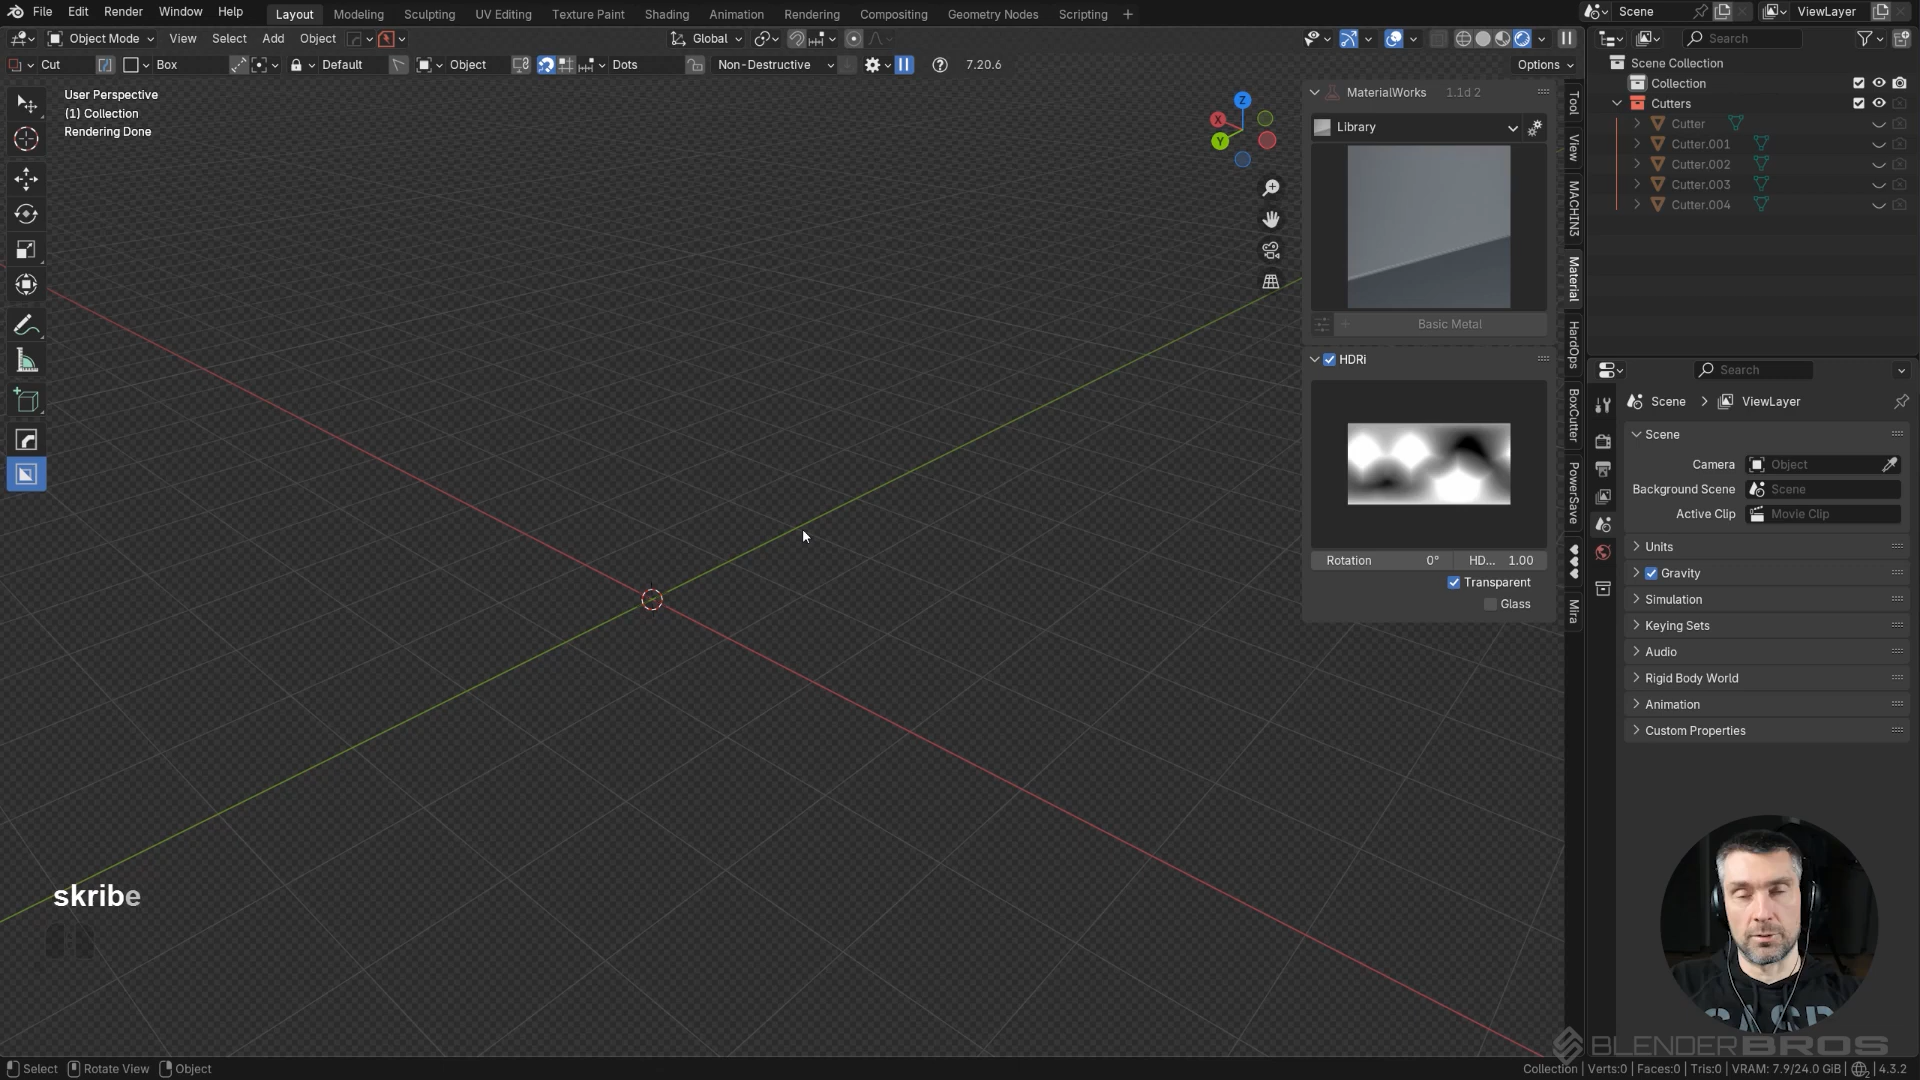 File Edit Render Window Help
Layout Modeling Sculpting UV Editing Texture Paint Shading Animation Rendering Compositing Geometry Nodes Scripting +
Scene
ViewLayer
Object Mode View Select Add Object
Global
Search
Cut Box Default Object Dots Non-Destructive 7.20.6
Options
User Perspective
(1) Collection
Rendering Done
Z
X
Y
MaterialWorks 1.1d 2
Library
Basic Metal
HDRi
Rotation 0° HD... 1.00
Transparent
Glass
Tool
View
MACHIN3
Material
HardOps
BoxCutter
PowerSave
♥♥♥
Mira
Scene Collection
Collection
Cutters
Cutter
Cutter.001
Cutter.002
Cutter.003
Cutter.004
Search
Scene > ViewLayer
Scene
Camera Object
Background Scene Scene
Active Clip Movie Clip
Units
Gravity
Simulation
Keying Sets
Audio
Rigid Body World
Animation
Custom Properties
skribe
BLENDERBROS
Select Rotate View Object
Collection | Verts:0 | Faces:0 | Tris:0 | VRAM: 7.9/24.0 GiB | 4.3.2